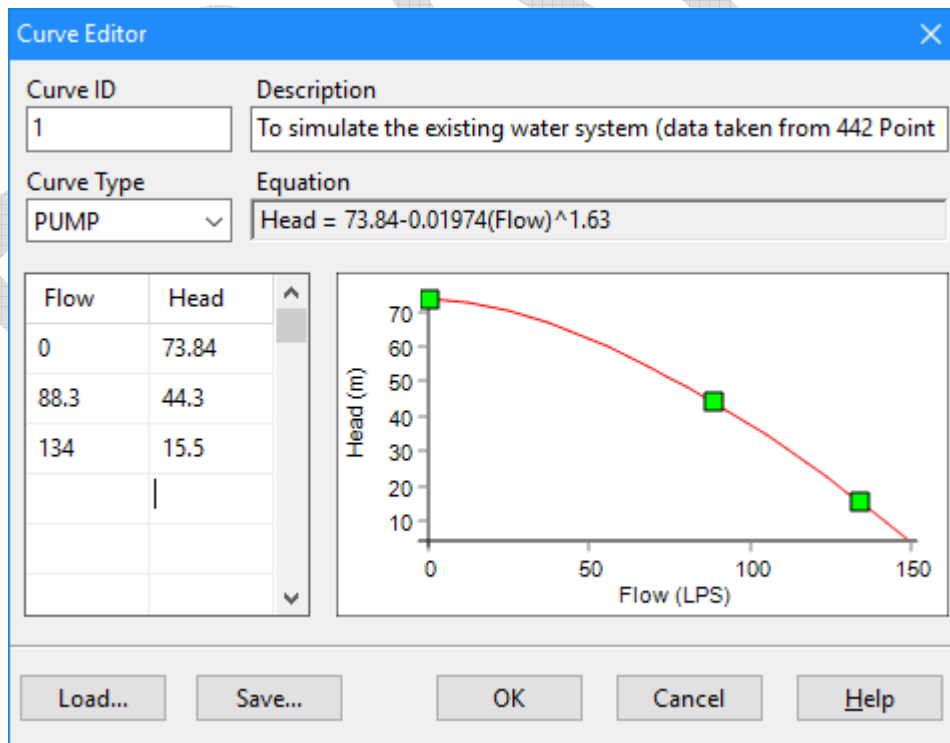 Curve Editor
Curve ID Description
1 To simulate the existing water system (data taken from 442 Point
Curve Type Equation
PUMP Head = 73.84-0.01974(Flow)^1.63
Flow Head
0 73.84
88.3 44.3
134 15.5
Head (m)
70
60
50
40
30
20
10
0 50 100 150
Flow (LPS)
Load... Save... OK Cancel Help